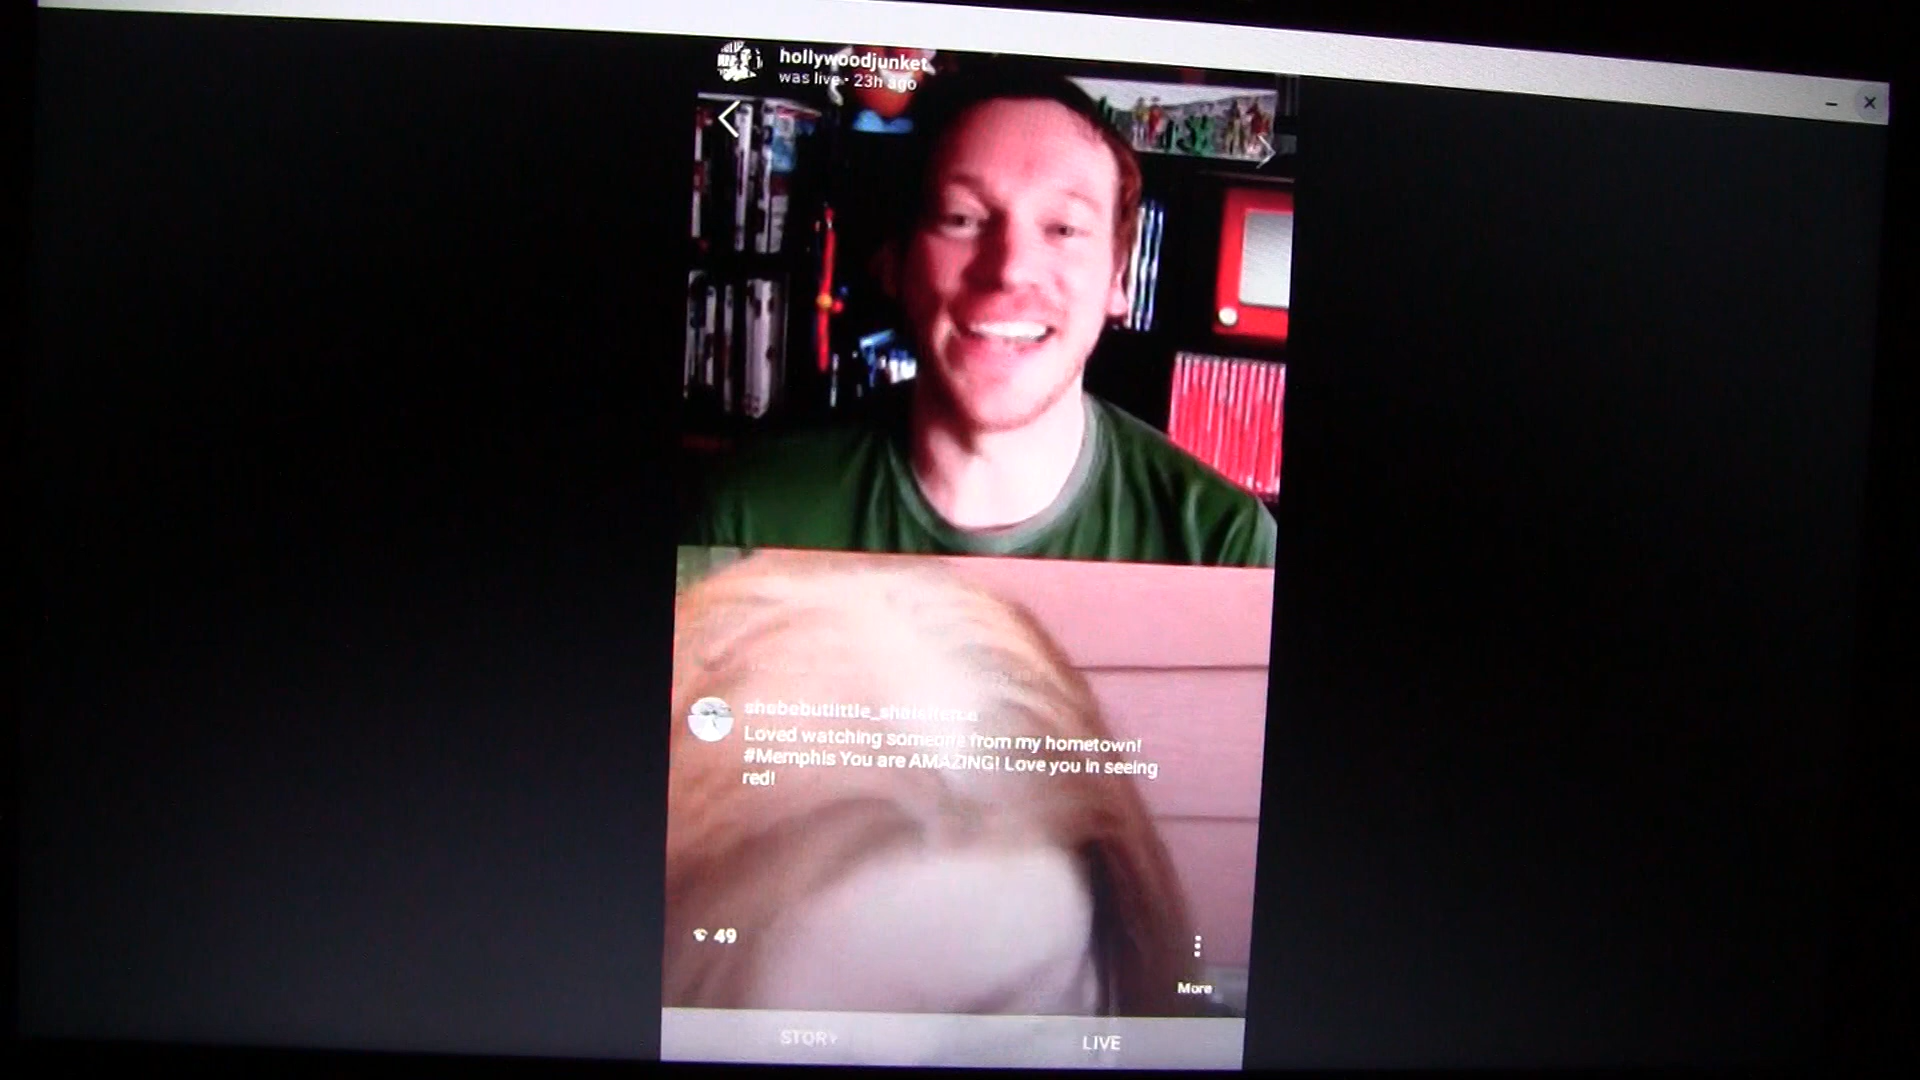 hollywoodjunket
was live · 23h ago
Loved watching someone from my hometown!
#Memphis You are AMAZING! Love you in seeing
red!
49
More
STORY
LIVE